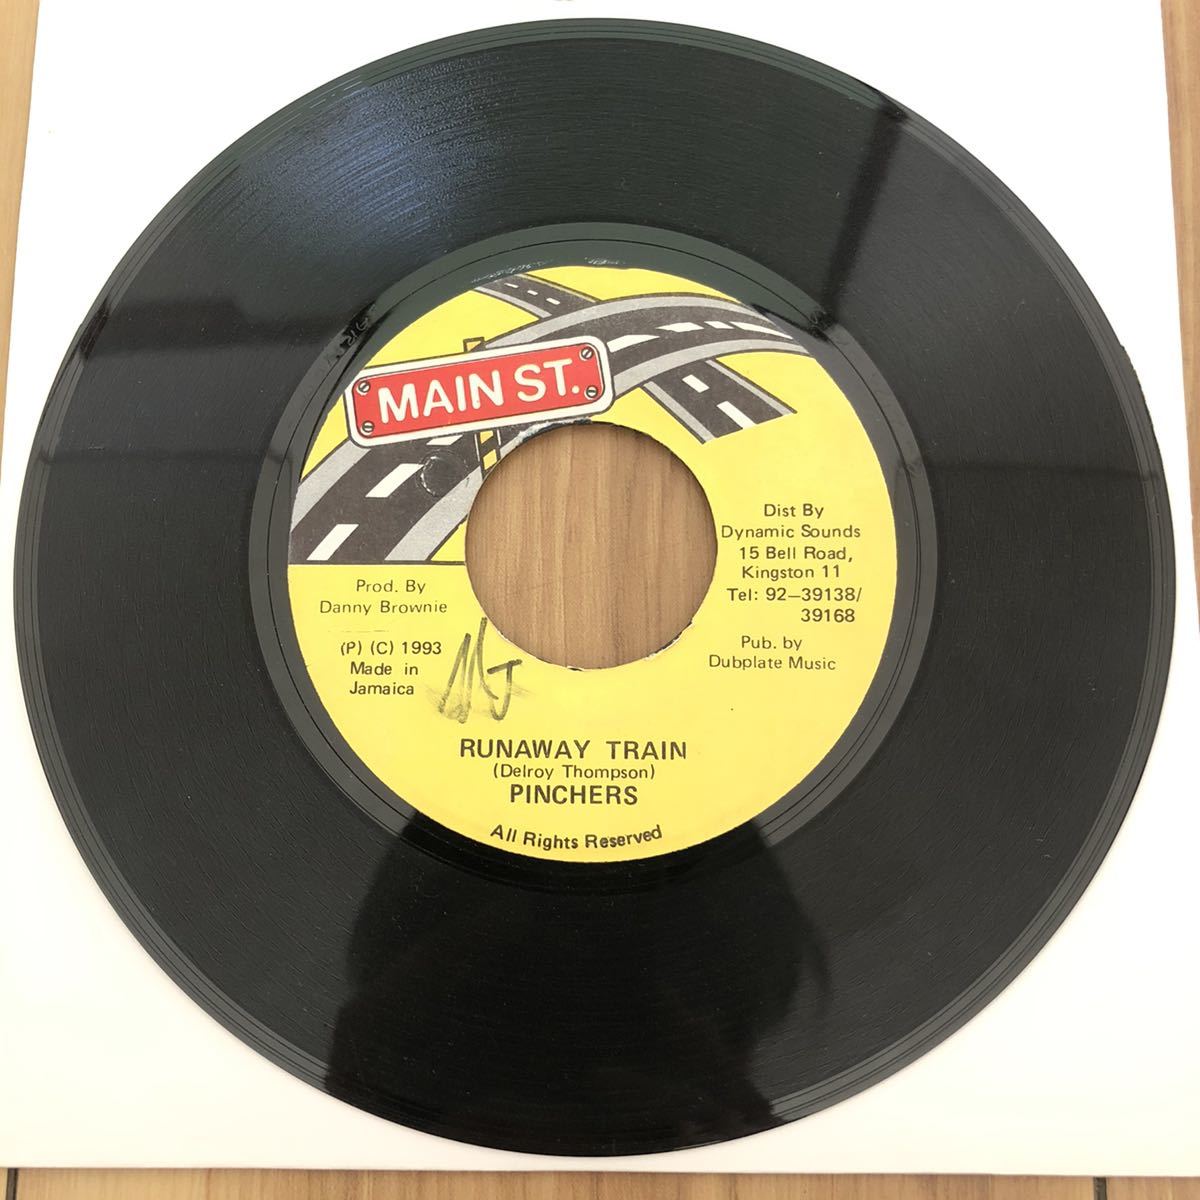 MAIN ST.
Dist By
Dynamic Sounds
15 Bell Road,
Kingston 11
Tel: 92-39138/
39168
Pub. by
Dubplate Music
Prod. By
Danny Brownie
(P) (C) 1993
Made in
Jamaica
RUNAWAY TRAIN
(Delroy Thompson)
PINCHERS
All Rights Reserved